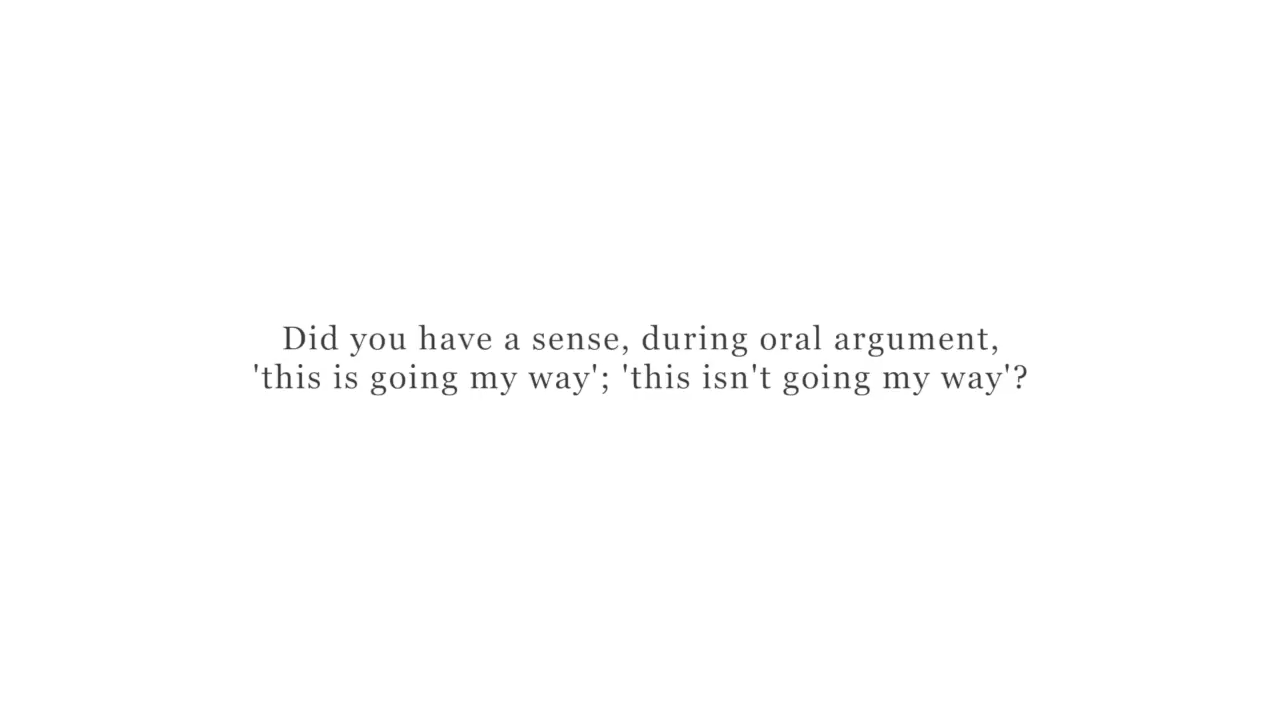 Did you have a sense, during oral argument,
'this is going my way'; 'this isn't going my way'?